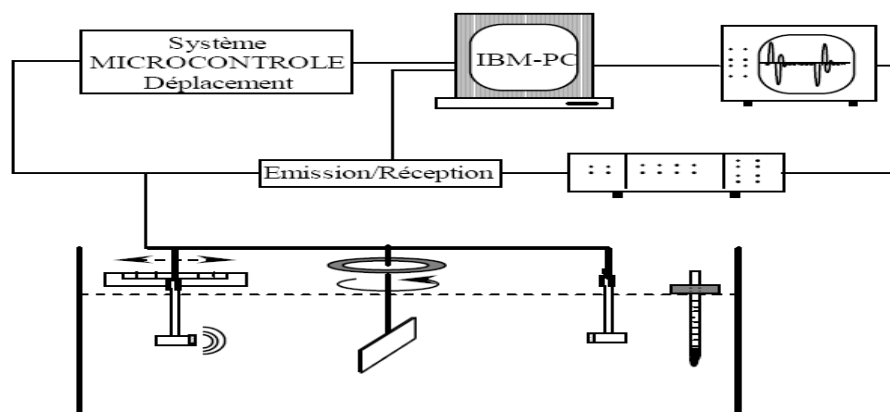 Système
MICROCONTROLE
Déplacement
IBM-PC
Emission/Réception